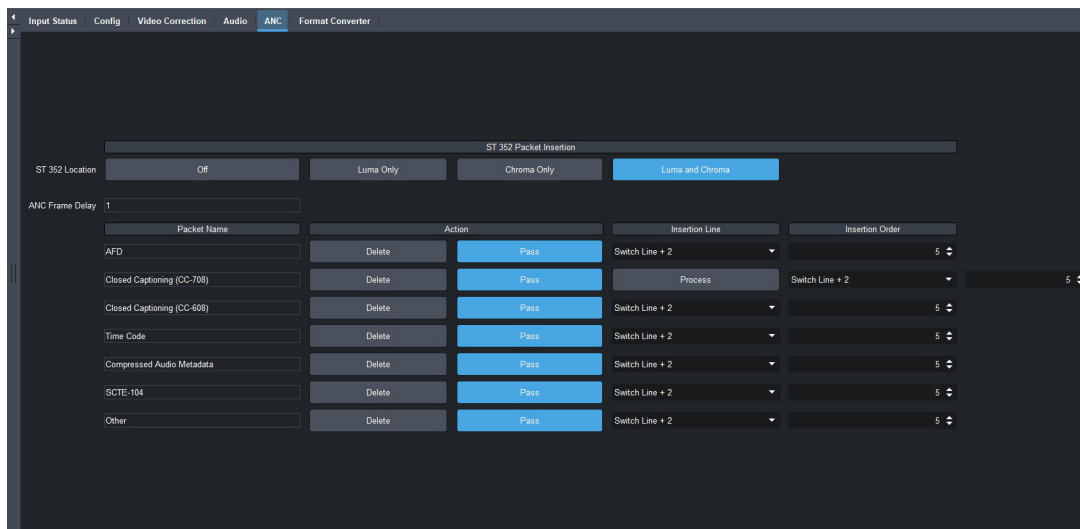 Input Status Config Video Correction Audio ANC Format Converter
ST 352 Packet Insertion
ST 352 Location Off Luma Only Chroma Only Luma and Chroma
ANC Frame Delay 1
Packet Name Action Insertion Line Insertion Order
AFD Delete Pass Switch Line + 2 5
Closed Captioning (CC-708) Delete Pass Process Switch Line + 2 5
Closed Captioning (CC-608) Delete Pass Switch Line + 2 5
Time Code Delete Pass Switch Line + 2 5
Compressed Audio Metadata Delete Pass Switch Line + 2 5
SCTE-104 Delete Pass Switch Line + 2 5
Other Delete Pass Switch Line + 2 5